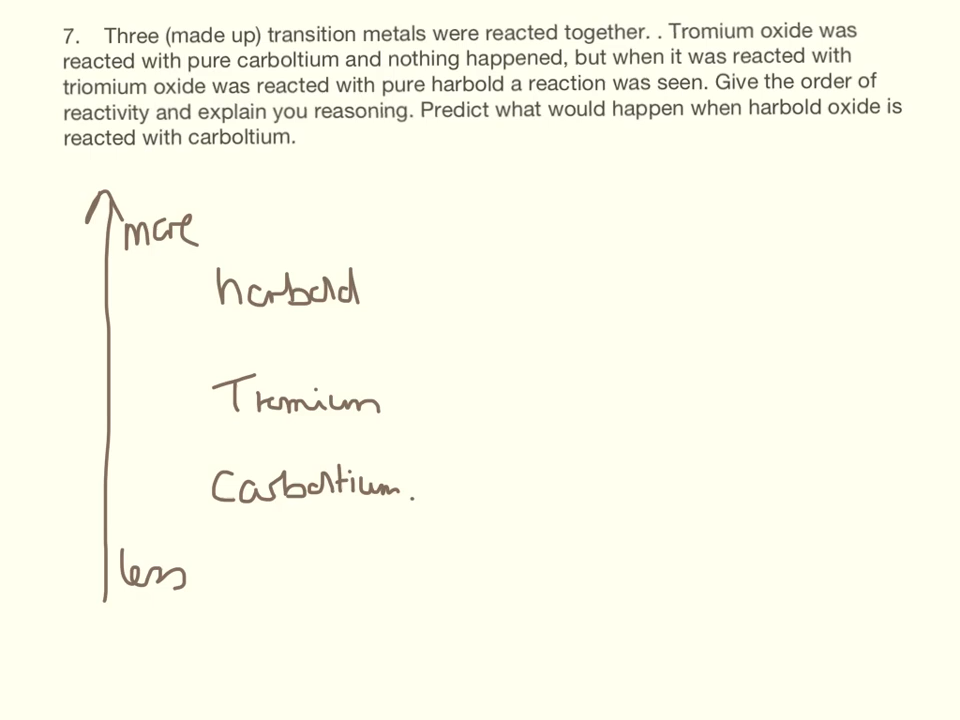 7. Three (made up) transition metals were reacted together. . Tromium oxide was
reacted with pure carboltium and nothing happened, but when it was reacted with
triomium oxide was reacted with pure harbold a reaction was seen. Give the order of
reactivity and explain you reasoning. Predict what would happen when harbold oxide is
reacted with carboltium.
more
harbold
Tromium
Carboltium.
less